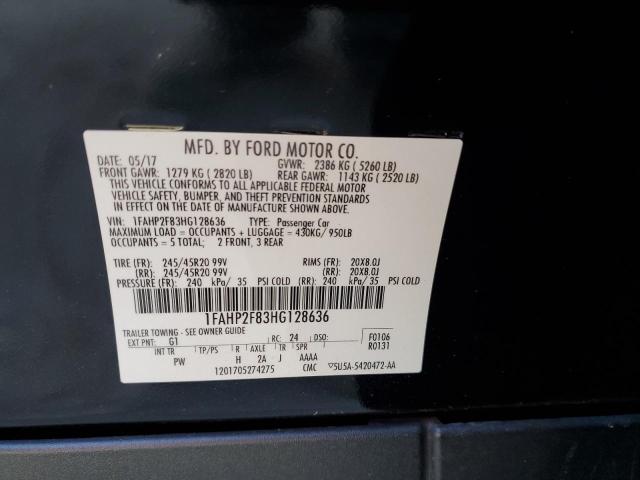 MFD. BY FORD MOTOR CO.
DATE: 05/17 GVWR: 2386 KG ( 5260 LB)
FRONT GAWR: 1279 KG ( 2820 LB) REAR GAWR: 1143 KG ( 2520 LB)
THIS VEHICLE CONFORMS TO ALL APPLICABLE FEDERAL MOTOR
VEHICLE SAFETY, BUMPER, AND THEFT PREVENTION STANDARDS
IN EFFECT ON THE DATE OF MANUFACTURE SHOWN ABOVE.
VIN: 1FAHP2F83HG128636 TYPE: Passenger Car
MAXIMUM LOAD = OCCUPANTS + LUGGAGE = 430KG/ 950LB
OCCUPANTS = 5 TOTAL; 2 FRONT, 3 REAR
TIRE (FR): 245/45R20 99V RIMS (FR): 20X8.0J
(RR): 245/45R20 99V (RR): 20X8.0J
PRESSURE (FR): 240 kPa/ 35 PSI COLD (RR): 240 kPa/ 35 PSI COLD
1FAHP2F83HG128636
TRAILER TOWING - SEE OWNER GUIDE
EXT PNT: G1 RC: 24 DSO: F0106
INT TR TP/PS R AXLE TR SPR R0131
PW H 2A J AAAA
1201705274275 CMC ▽5U5A-5420472-AA